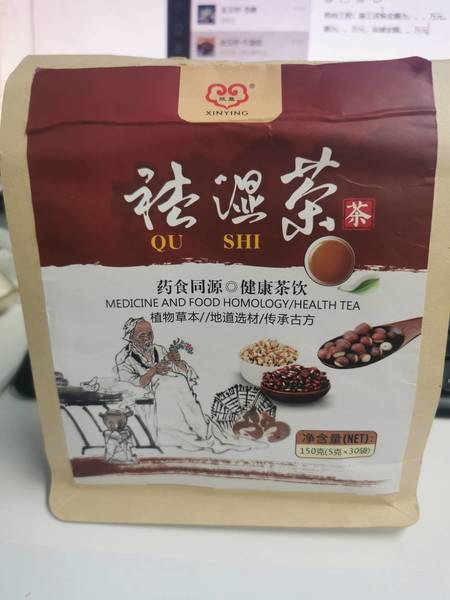 欣盈®
XINYING
祛湿茶
茶
QU SHI
药食同源◎健康茶饮
MEDICINE AND FOOD HOMOLOGY/HEALTH TEA
植物草本//地道选材/传承古方
净含量(NET):
150克(5克×30袋)